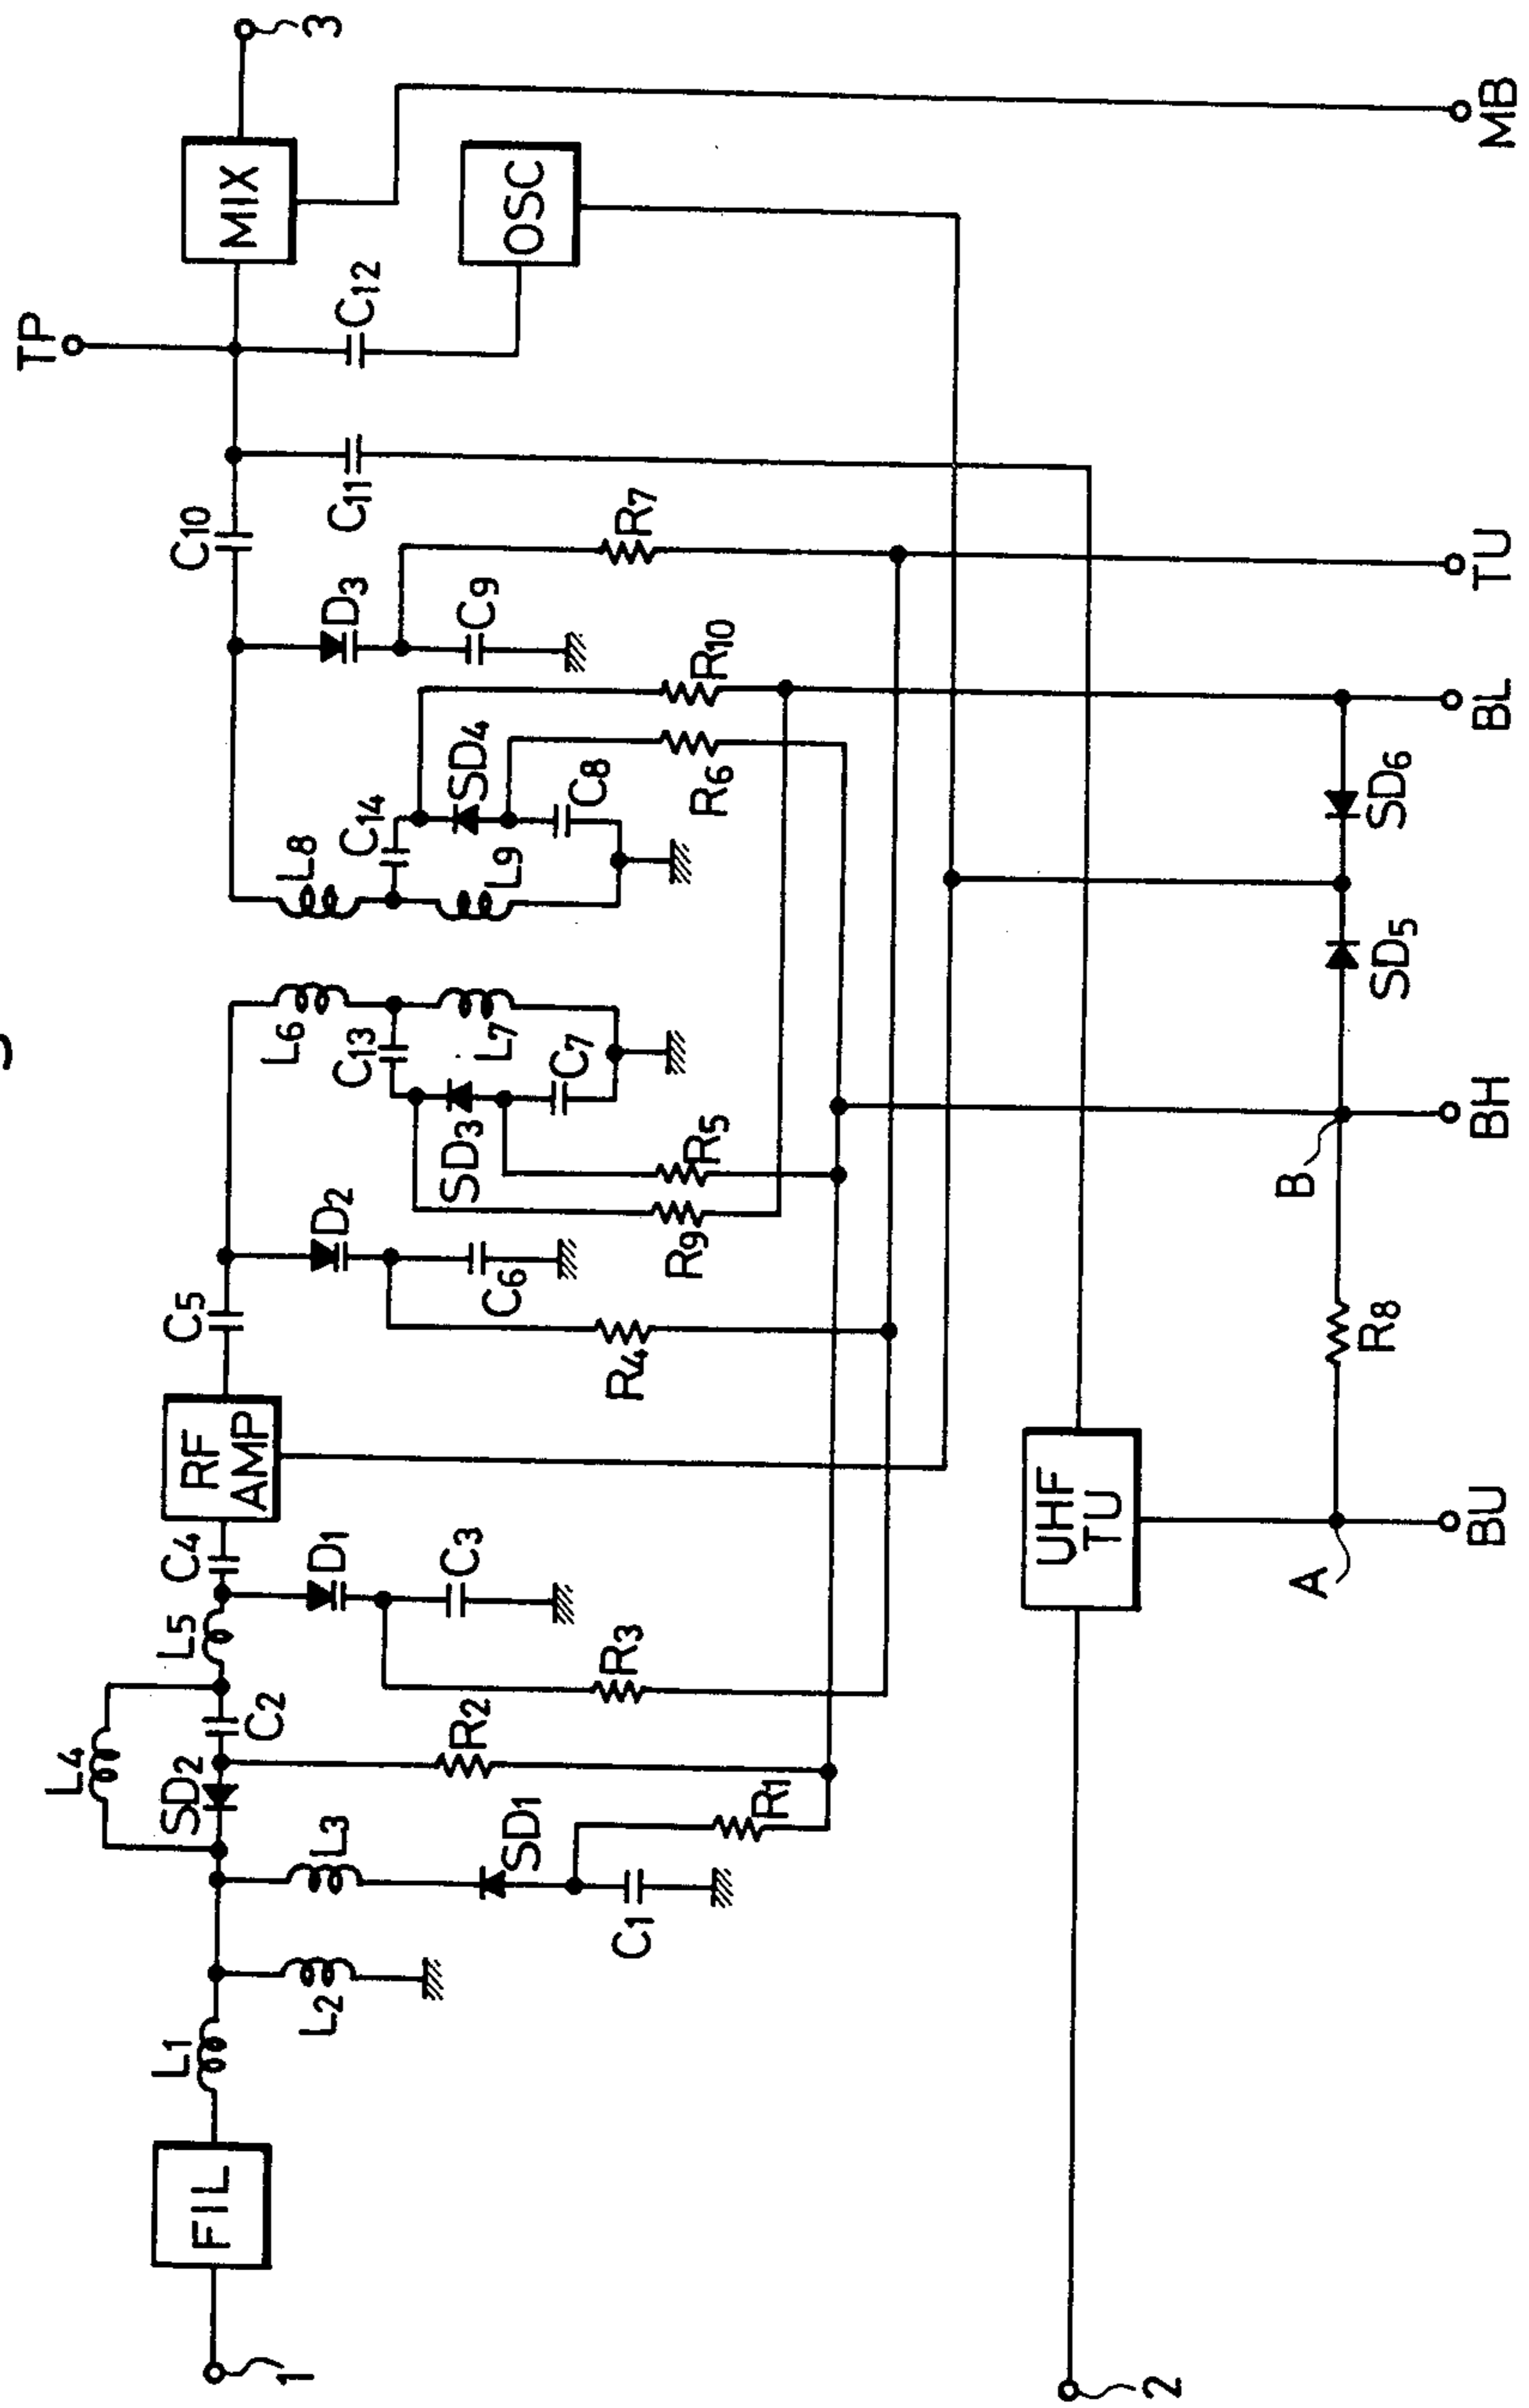 TP
3
MIX
OSC
C12
C10
C11
D3
C9
R7
R10
L8
C14
SD4
L9
C8
R6
L6
C13
L7
SD3
C7
R5
R9
D2
C5
C6
R4
RF
AMP
C4
D1
C3
L5
R3
C2
L4
SD2
R2
L3
SD1
R1
C1
L1
L2
FIL
1
2
UHF
TU
A
B
R8
SD5
SD6
BU
BH
BL
TU
MB